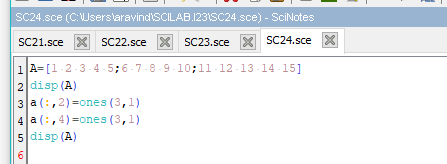 SC24.sce (C:\Users\aravind\SCILAB.I23\SC24.sce) - SciNotes
SC21.sce SC22.sce SC23.sce SC24.sce
1 A=[1 2 3 4 5;6 7 8 9 10;11 12 13 14 15]
2 disp(A)
3 a(:,2)=ones(3,1)
4 a(:,4)=ones(3,1)
5 disp(A)
6